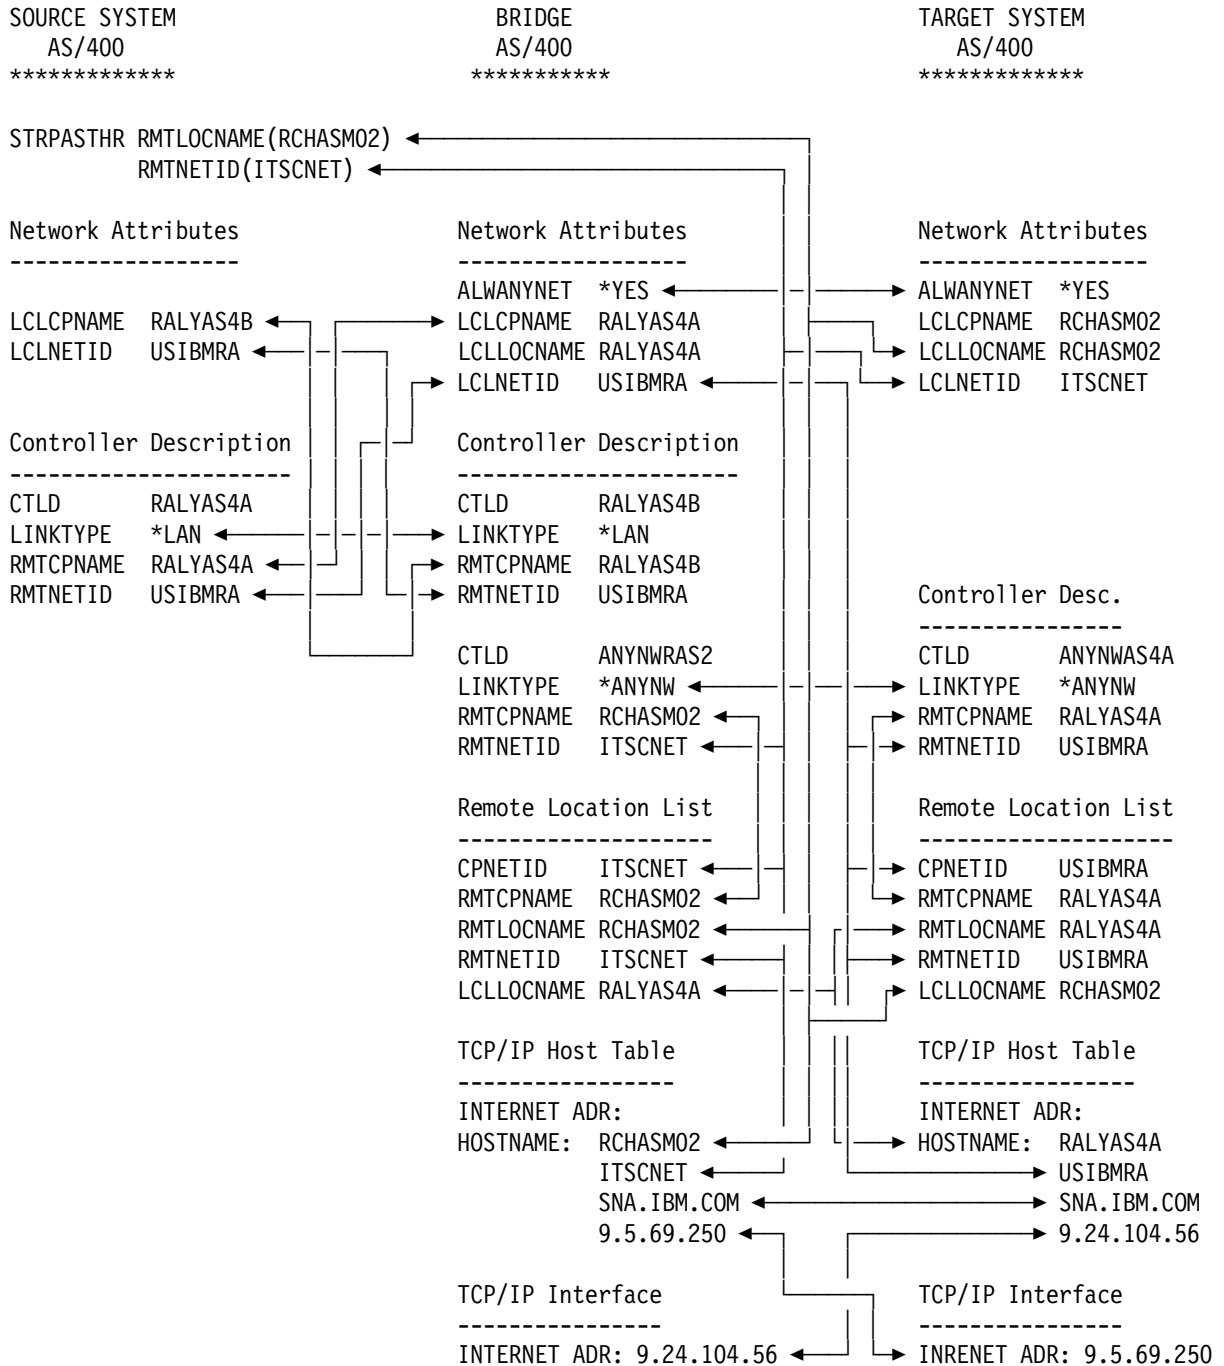 SOURCE SYSTEM BRIDGE TARGET SYSTEM
AS/400 AS/400 AS/400
************* *********** *************
STRPASTHR RMTLOCNAME(RCHASM02)
RMTNETID(ITSCNET)
Network Attributes Network Attributes Network Attributes
------------------ ------------------ ------------------
ALWANYNET *YES ALWANYNET *YES
LCLCPNAME RALYAS4B LCLCPNAME RALYAS4A LCLCPNAME RCHASM02
LCLNETID USIBMRA LCLLOCNAME RALYAS4A LCLLOCNAME RCHASM02
LCLNETID USIBMRA LCLNETID ITSCNET
Controller Description Controller Description
---------------------- ----------------------
CTLD RALYAS4A CTLD RALYAS4B
LINKTYPE *LAN LINKTYPE *LAN
RMTCPNAME RALYAS4A RMTCPNAME RALYAS4B
RMTNETID USIBMRA RMTNETID USIBMRA Controller Desc.
----------------
CTLD ANYNWRAS2 CTLD ANYNWAS4A
LINKTYPE *ANYNW LINKTYPE *ANYNW
RMTCPNAME RCHASM02 RMTCPNAME RALYAS4A
RMTNETID ITSCNET RMTNETID USIBMRA
Remote Location List Remote Location List
-------------------- --------------------
CPNETID ITSCNET CPNETID USIBMRA
RMTCPNAME RCHASM02 RMTCPNAME RALYAS4A
RMTLOCNAME RCHASM02 RMTLOCNAME RALYAS4A
RMTNETID ITSCNET RMTNETID USIBMRA
LCLLOCNAME RALYAS4A LCLLOCNAME RCHASM02
TCP/IP Host Table TCP/IP Host Table
----------------- -----------------
INTERNET ADR: INTERNET ADR:
HOSTNAME: RCHASM02 HOSTNAME: RALYAS4A
ITSCNET USIBMRA
SNA.IBM.COM SNA.IBM.COM
9.5.69.250 9.24.104.56
TCP/IP Interface TCP/IP Interface
---------------- ----------------
INTERNET ADR: 9.24.104.56 INRENET ADR: 9.5.69.250